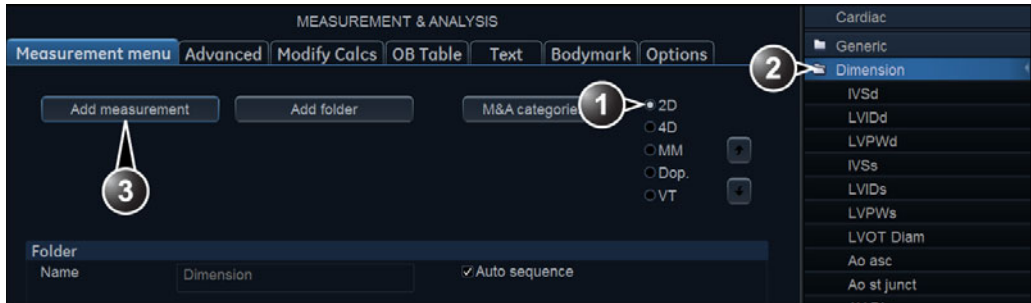 MEASUREMENT & ANALYSIS
Measurement menu Advanced Modify Calcs OB Table Text Bodymark Options
Add measurement Add folder M&A categorie
1
2D
4D
MM
Dop.
VT
3
Folder
Name Dimension Auto sequence
Cardiac
Generic
2
Dimension
IVSd
LVIDd
LVPWd
IVSs
LVIDs
LVPWs
LVOT Diam
Ao asc
Ao st junct